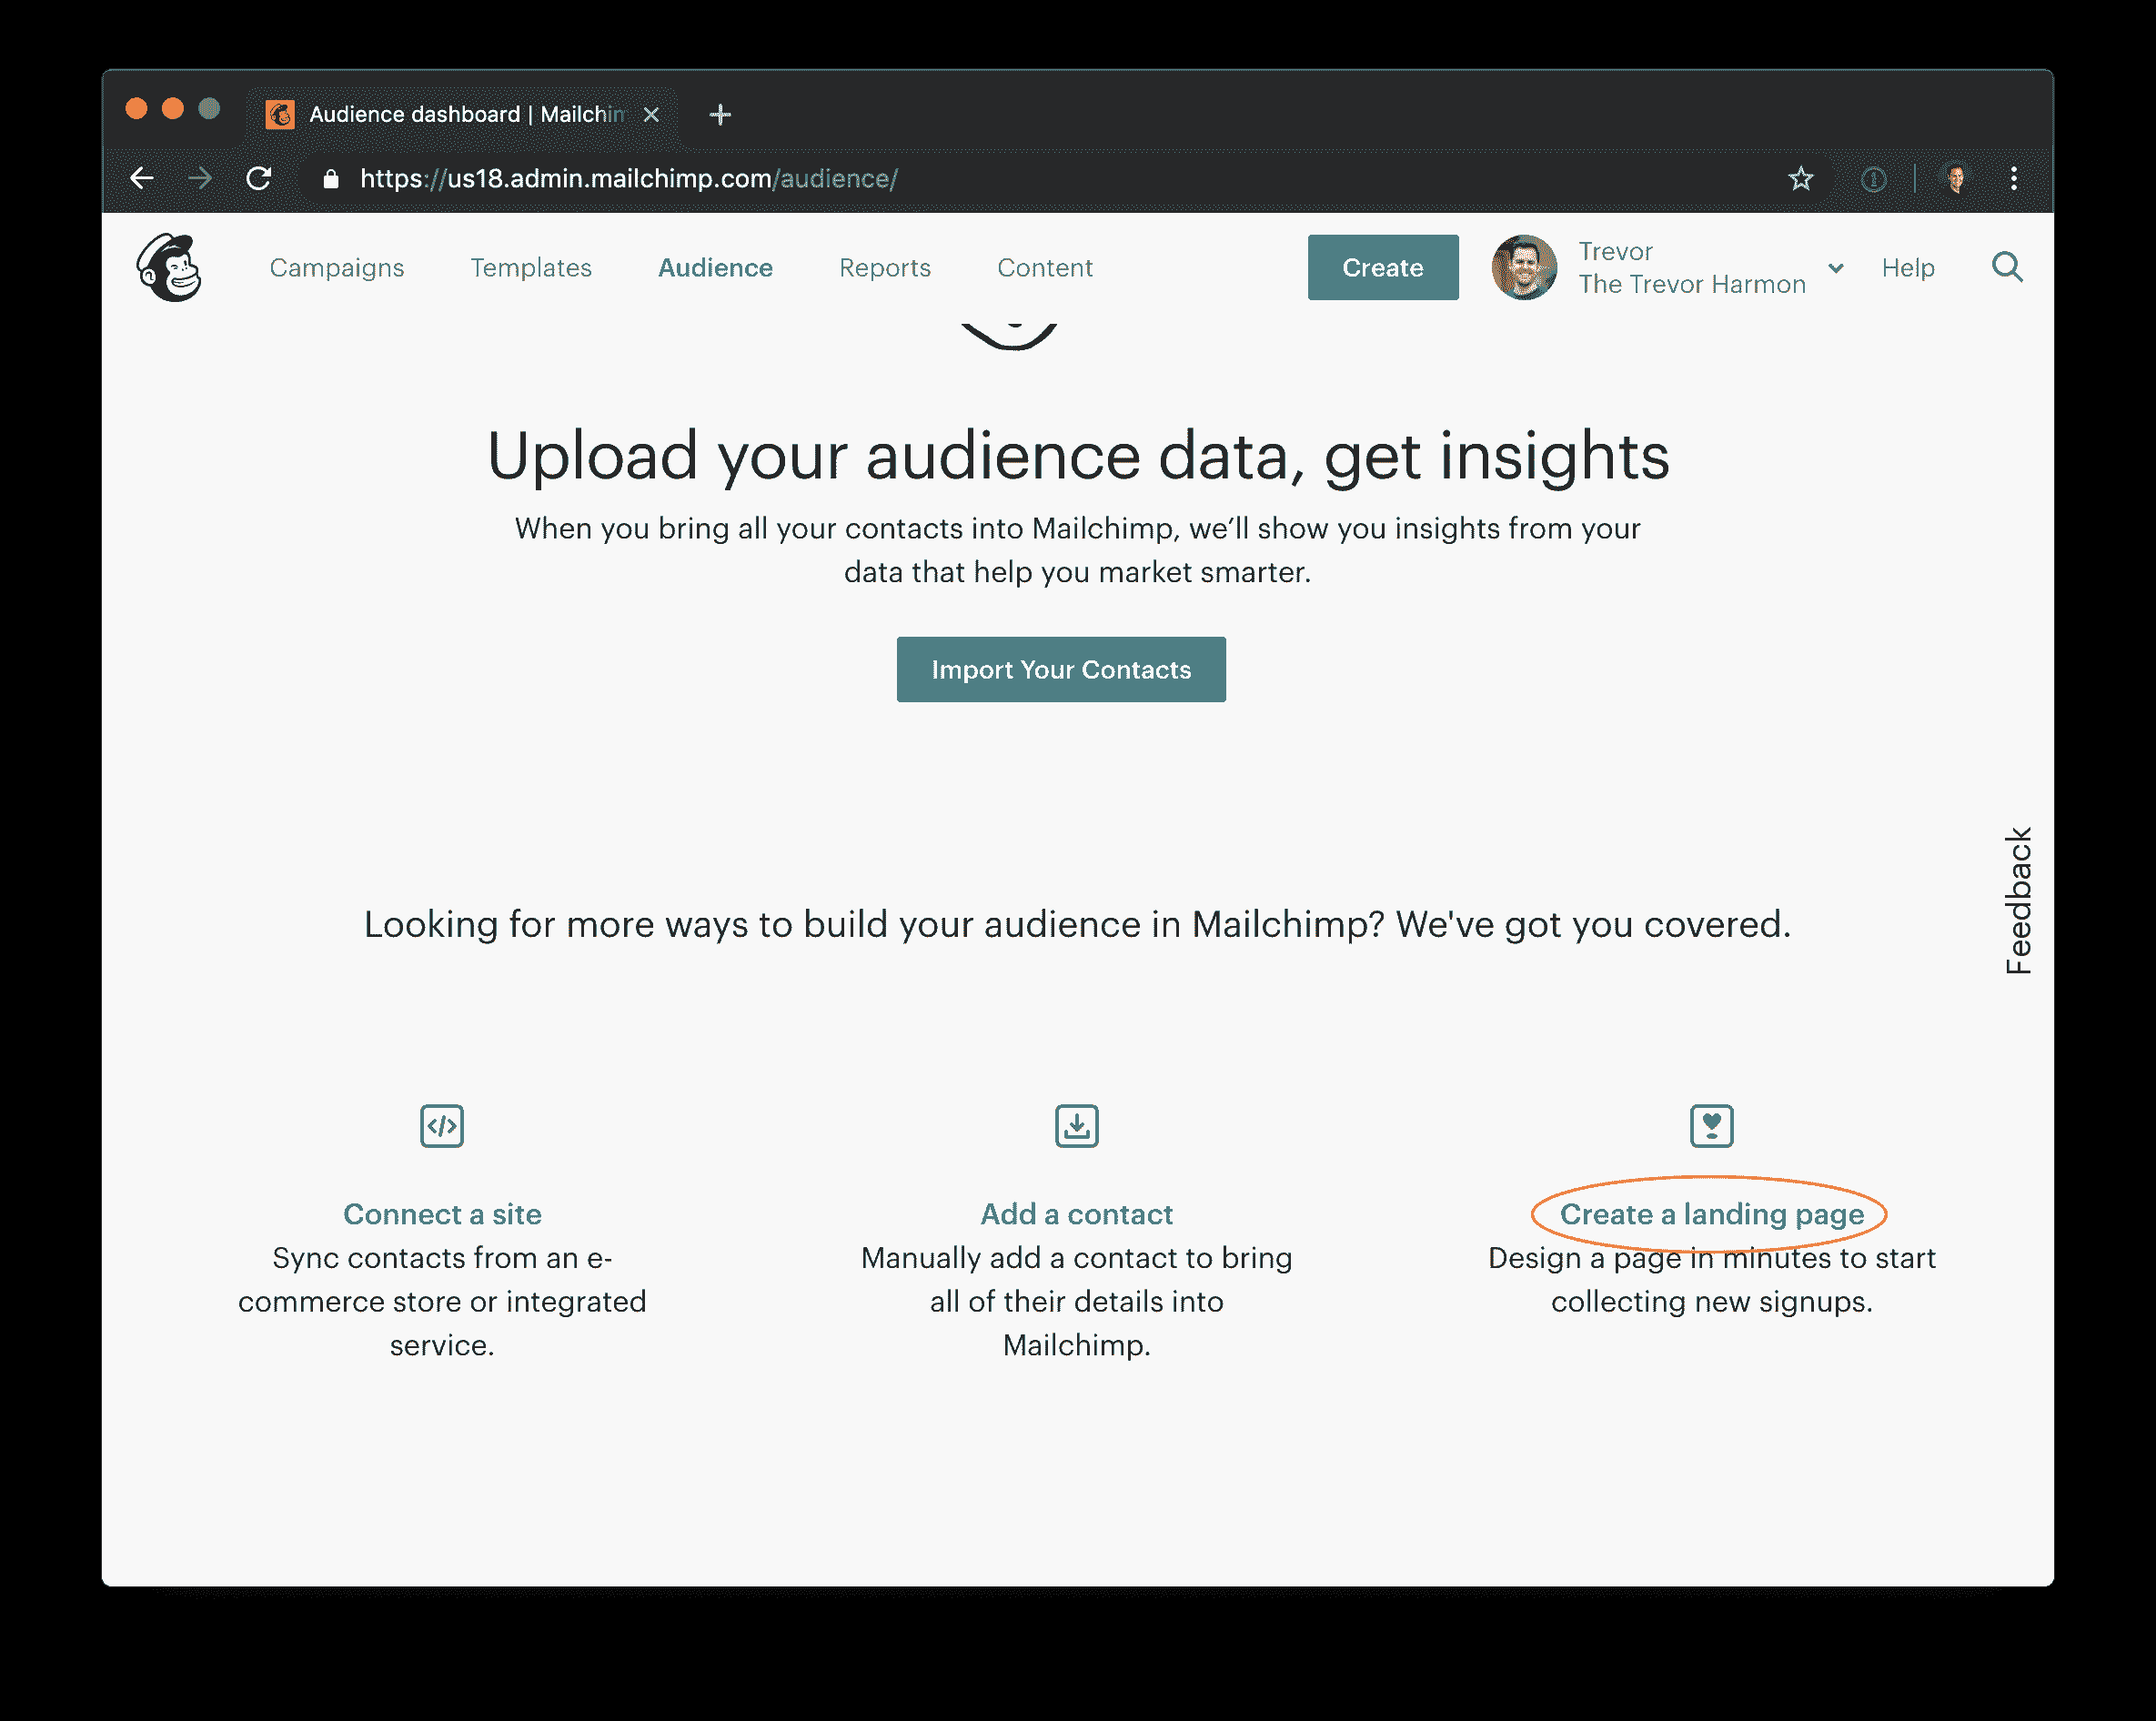 Audience dashboard | Mailchim
https://us18.admin.mailchimp.com/audience/
Campaigns
Templates
Audience
Reports
Content
Create
Trevor
The Trevor Harmon
Help
Upload your audience data, get insights
When you bring all your contacts into Mailchimp, we’ll show you insights from your
data that help you market smarter.
Import Your Contacts
Feedback
Looking for more ways to build your audience in Mailchimp? We've got you covered.
Connect a site
Sync contacts from an e-
commerce store or integrated
service.
Add a contact
Manually add a contact to bring
all of their details into
Mailchimp.
Create a landing page
Design a page in minutes to start
collecting new signups.